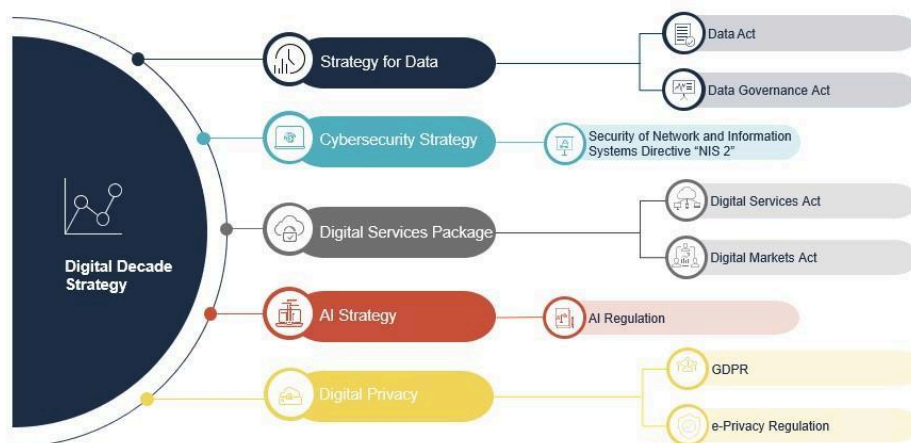 Digital Decade
Strategy
Strategy for Data
Data Act
Data Governance Act
Cybersecurity Strategy
Security of Network and Information
Systems Directive “NIS 2”
Digital Services Package
Digital Services Act
Digital Markets Act
AI Strategy
AI Regulation
Digital Privacy
GDPR
e-Privacy Regulation